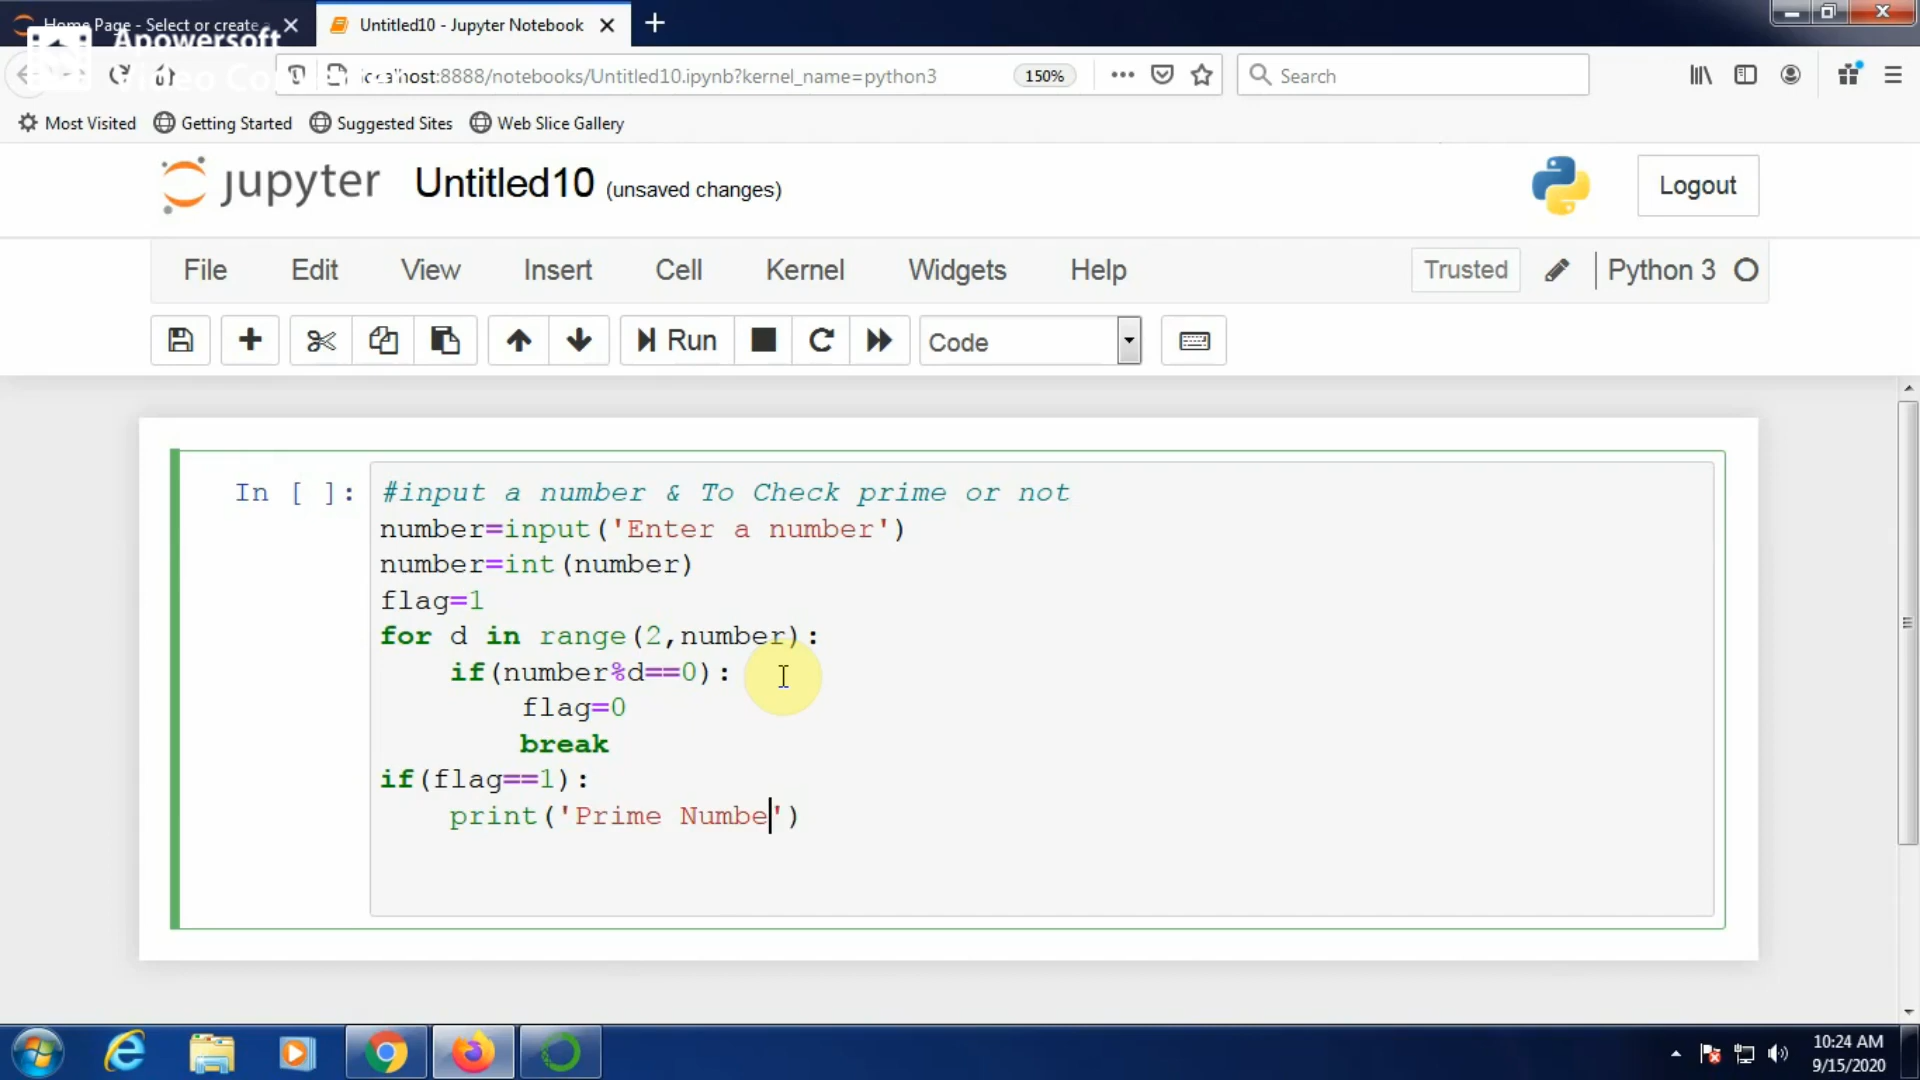 Home Page - Select or create a
Untitled10 - Jupyter Notebook
Apowersoft
Video Converter
localhost:8888/notebooks/Untitled10.ipynb?kernel_name=python3
150%
Search
Most Visited
Getting Started
Suggested Sites
Web Slice Gallery
jupyter
Untitled10 (unsaved changes)
Logout
File
Edit
View
Insert
Cell
Kernel
Widgets
Help
Trusted
Python 3
Run
Code
In [ ]:
#input a number & To Check prime or not
number=input('Enter a number')
number=int(number)
flag=1
for d in range(2,number):
    if(number%d==0):
        flag=0
        break
if(flag==1):
    print('Prime Numbe')
10:24 AM
9/15/2020